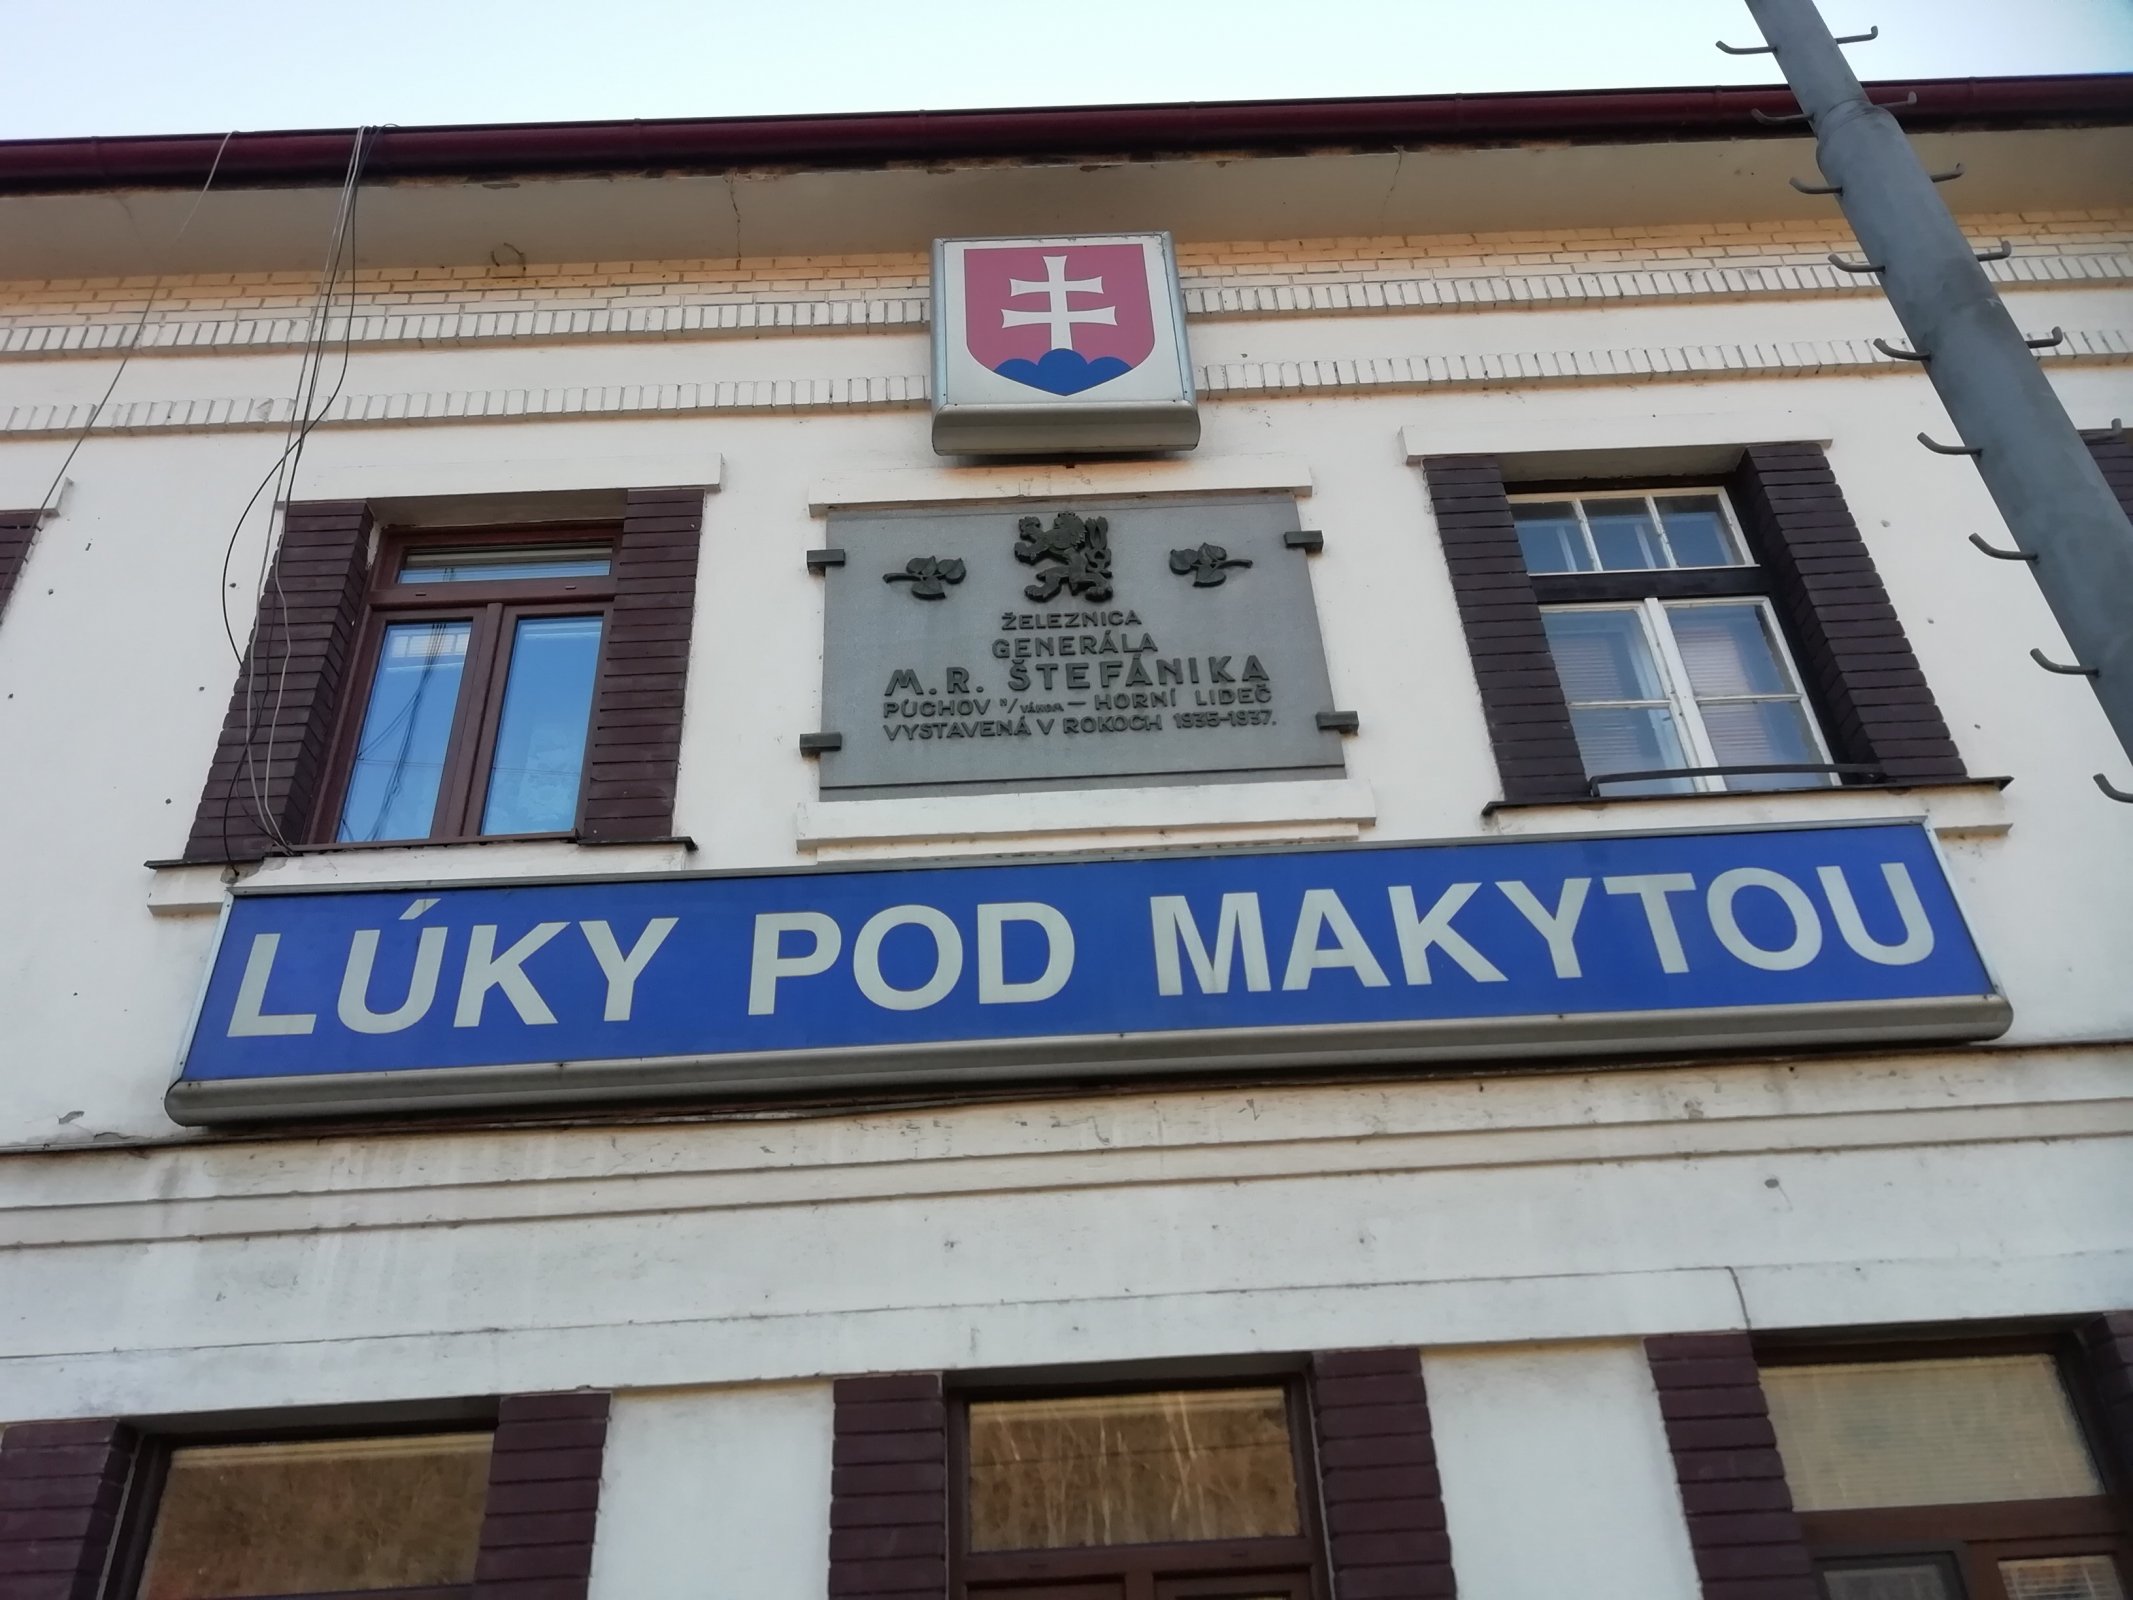 ŽELEZNICA
GENERÁLA
M.R. ŠTEFÁNIKA
PÚCHOV N/VÁHOM — HORNÍ LIDEČ
VYSTAVENÁ V ROKOCH 1935-1937.
LÚKY POD MAKYTOU